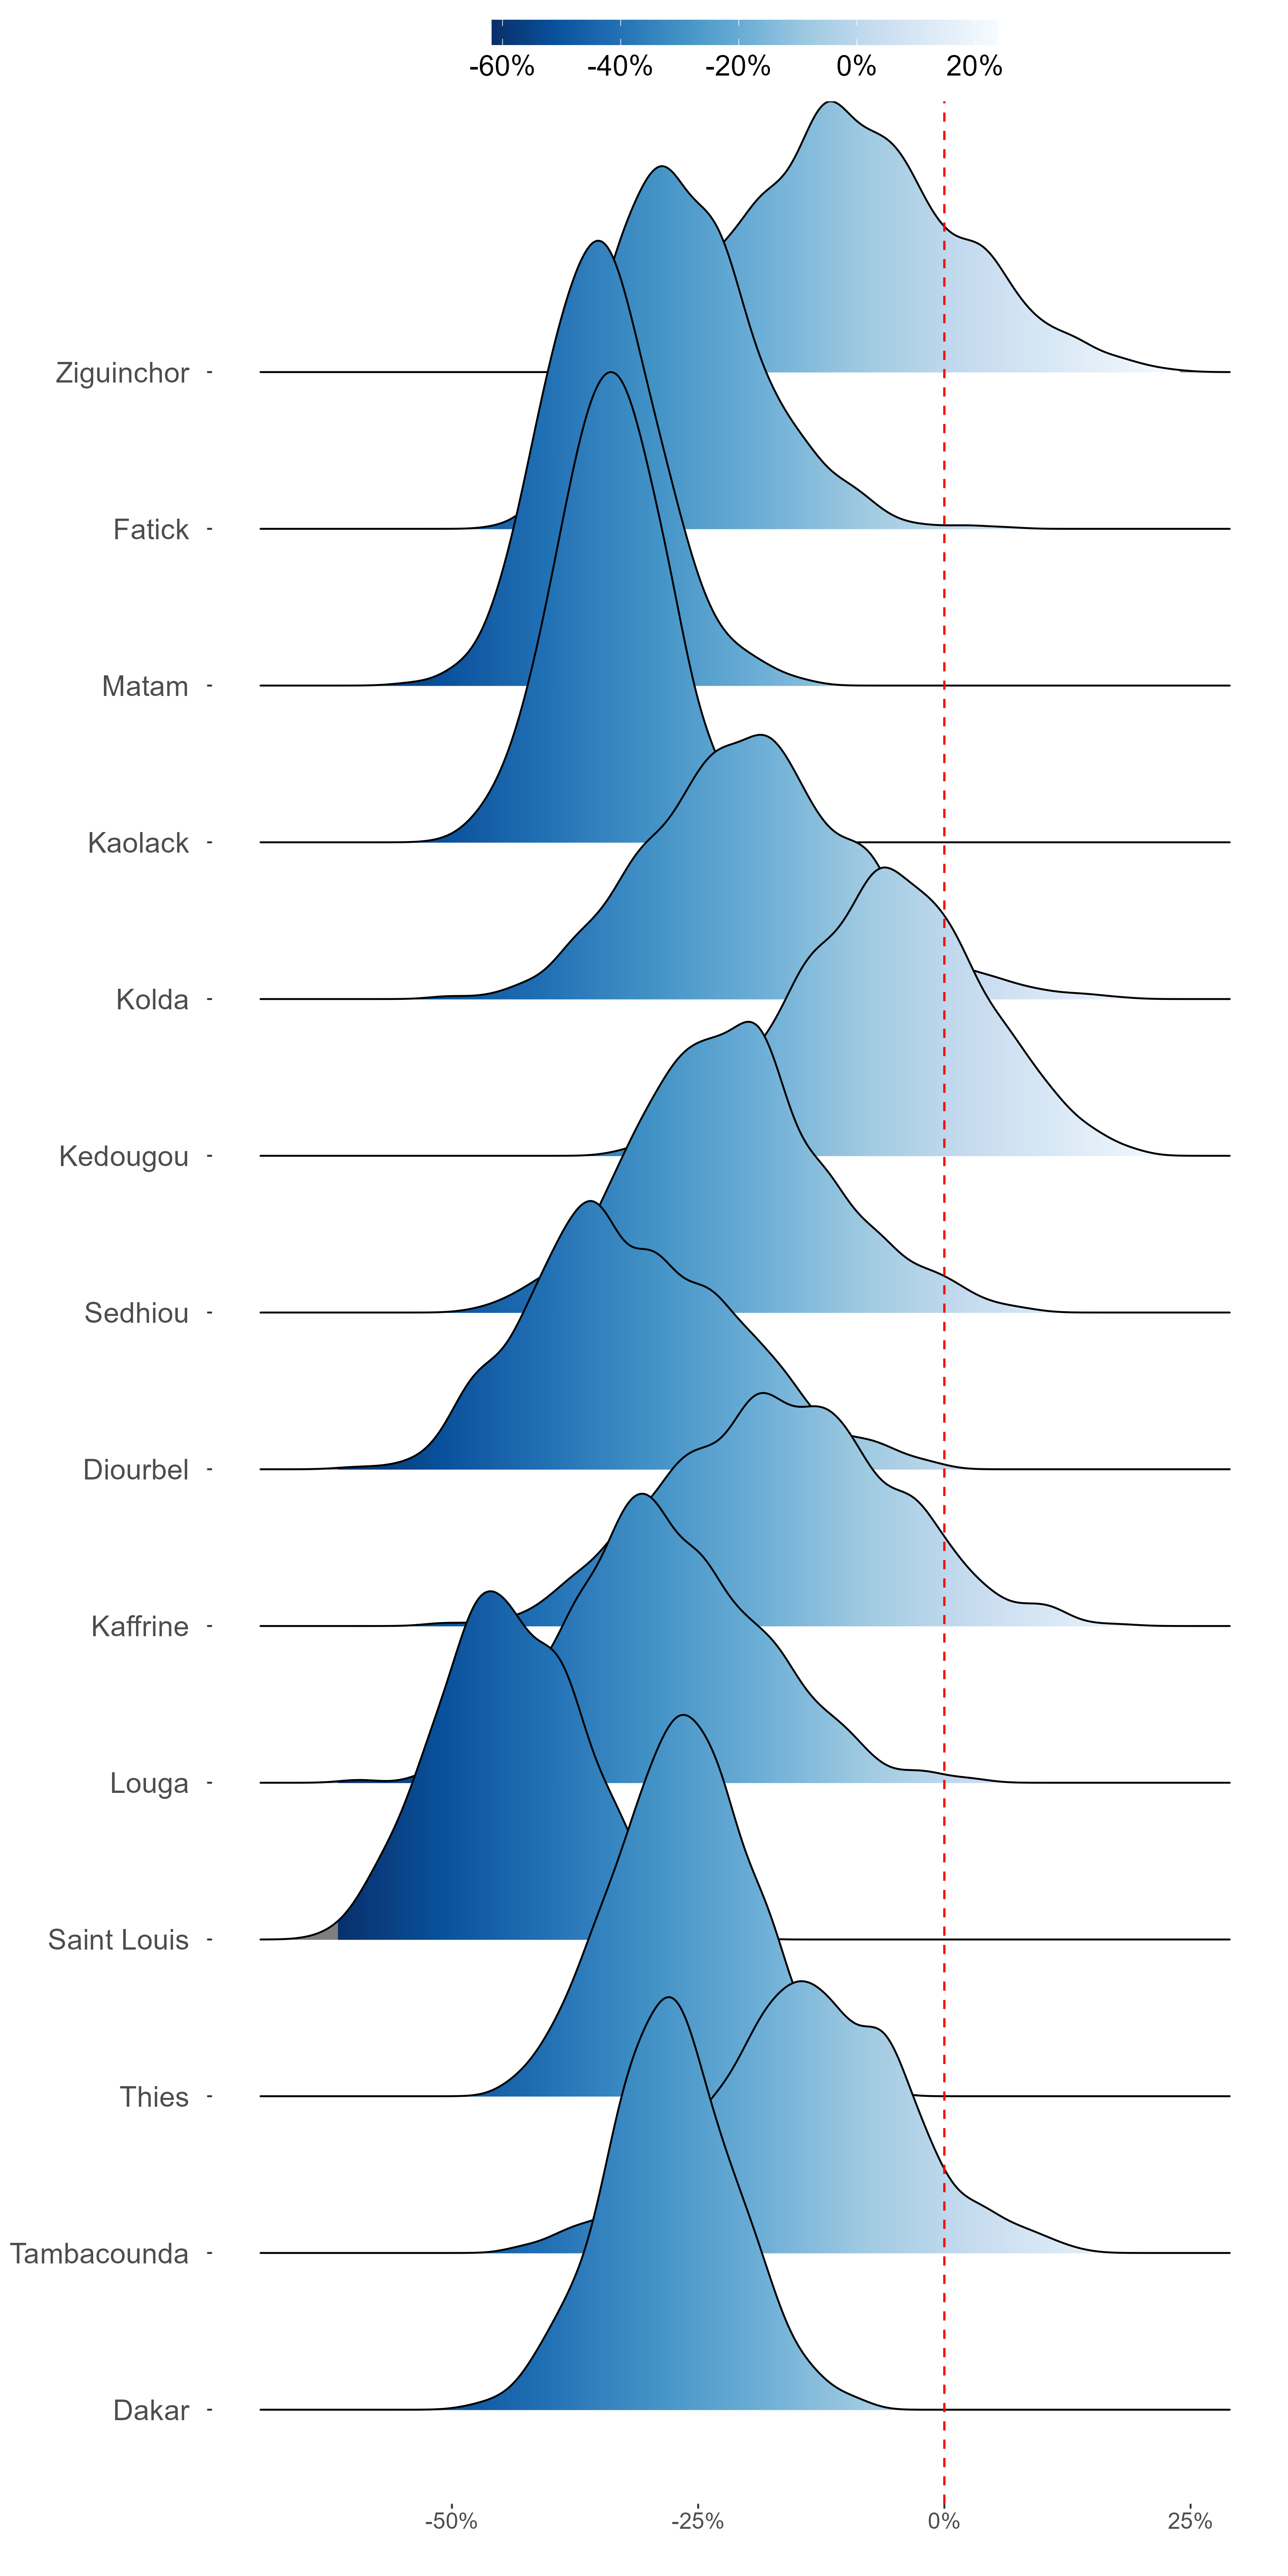 -60% -40% -20% 0% 20%
Ziguinchor
Fatick
Matam
Kaolack
Kolda
Kedougou
Sedhiou
Diourbel
Kaffrine
Louga
Saint Louis
Thies
Tambacounda
Dakar
-50% -25% 0% 25%